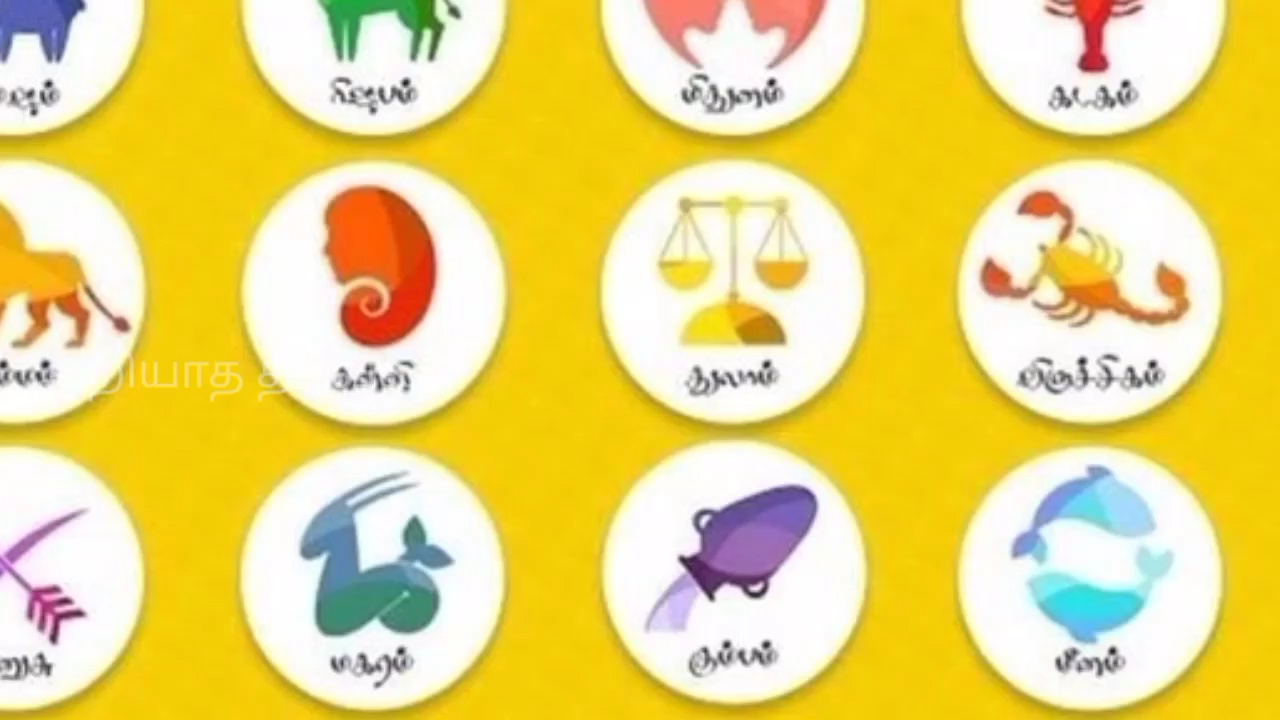 ரிஷபம்
மிதுனம்
கடகம்
கன்னி
துலாம்
விருச்சிகம்
மகரம்
கும்பம்
மீனம்